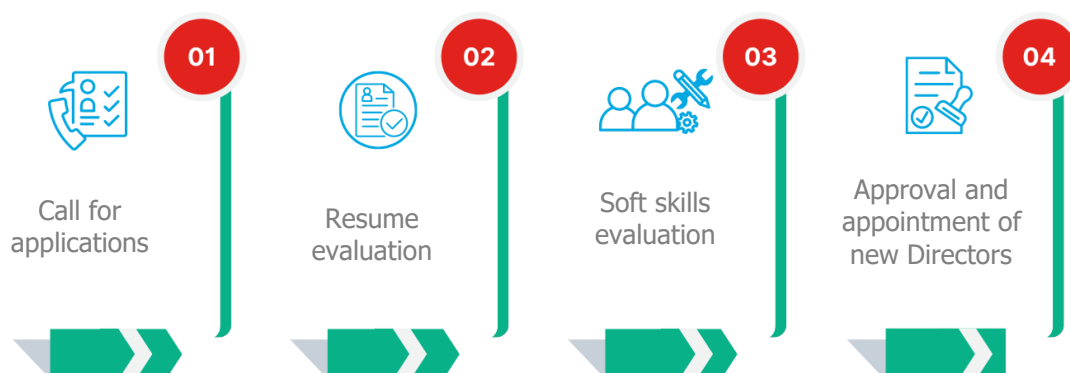 01
Call for
applications
02
Resume
evaluation
03
Soft skills
evaluation
04
Approval and
appointment of
new Directors